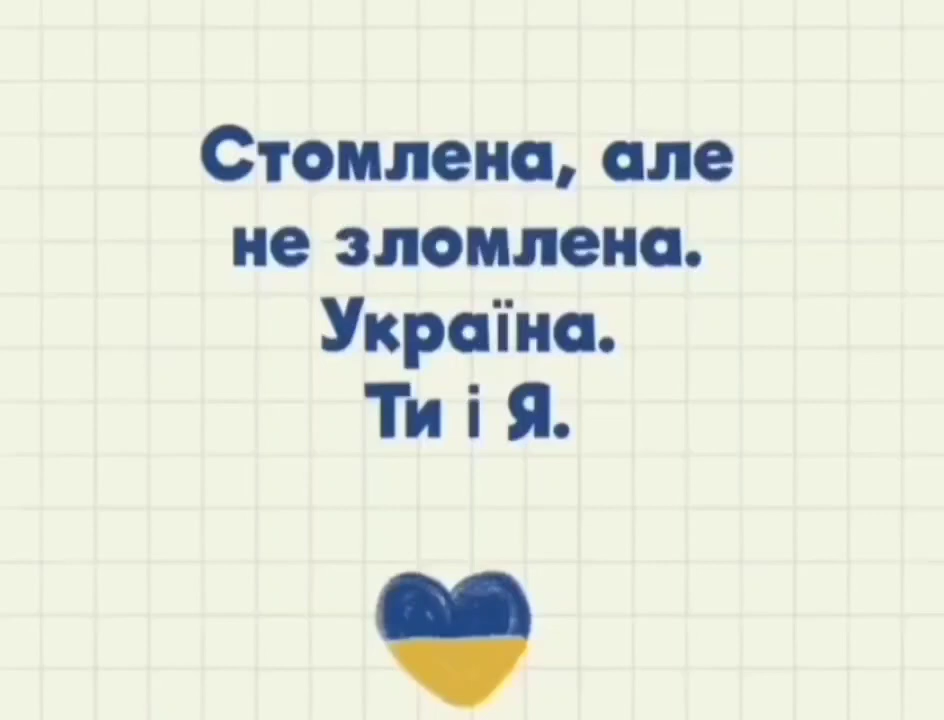 Стомлена, але
не зломлена.
Україна.
Ти і Я.